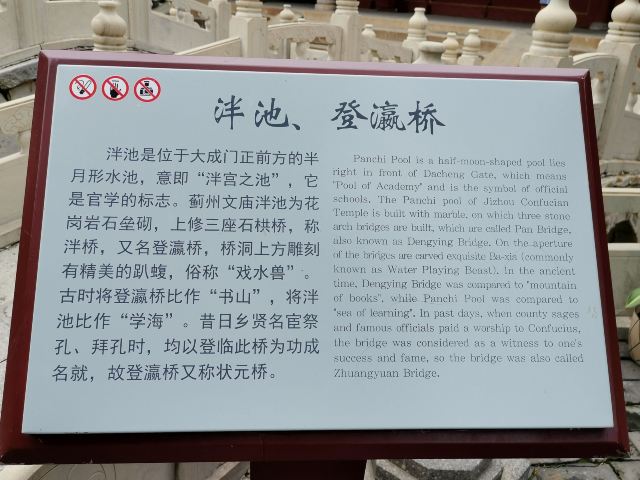 泮池、登瀛桥
泮池是位于大成门正前方的半
月形水池，意即“泮宫之池”，它
是官学的标志。蓟州文庙泮池为花
岗岩石垒砌，上修三座石拱桥，称
泮桥，又名登瀛桥，桥洞上方雕刻
有精美的趴蝮，俗称“戏水兽”。
古时将登瀛桥比作“书山”，将泮
池比作“学海”。昔日乡贤名宦祭
孔、拜孔时，均以登临此桥为功成
名就，故登瀛桥又称状元桥。
Panchi Pool is a half-moon-shaped pool lies
right in front of Dacheng Gate, which means
"Pool of Academy" and is the symbol of official
schools. The Panchi pool of Jizhou Confucian
Temple is built with marble, on which three stone
arch bridges are built, which are called Pan Bridge,
also known as Dengying Bridge. On the aperture
of the bridges are carved exquisite Ba-xia (commonly
known as Water Playing Beast). In the ancient
time, Dengying Bridge was compared to "mountain
of books", while Panchi Pool was compared to
"sea of learning". In past days, when county sages
and famous officials paid a worship to Confucius,
the bridge was considered as a witness to one's
success and fame, so the bridge was also called
Zhuangyuan Bridge.